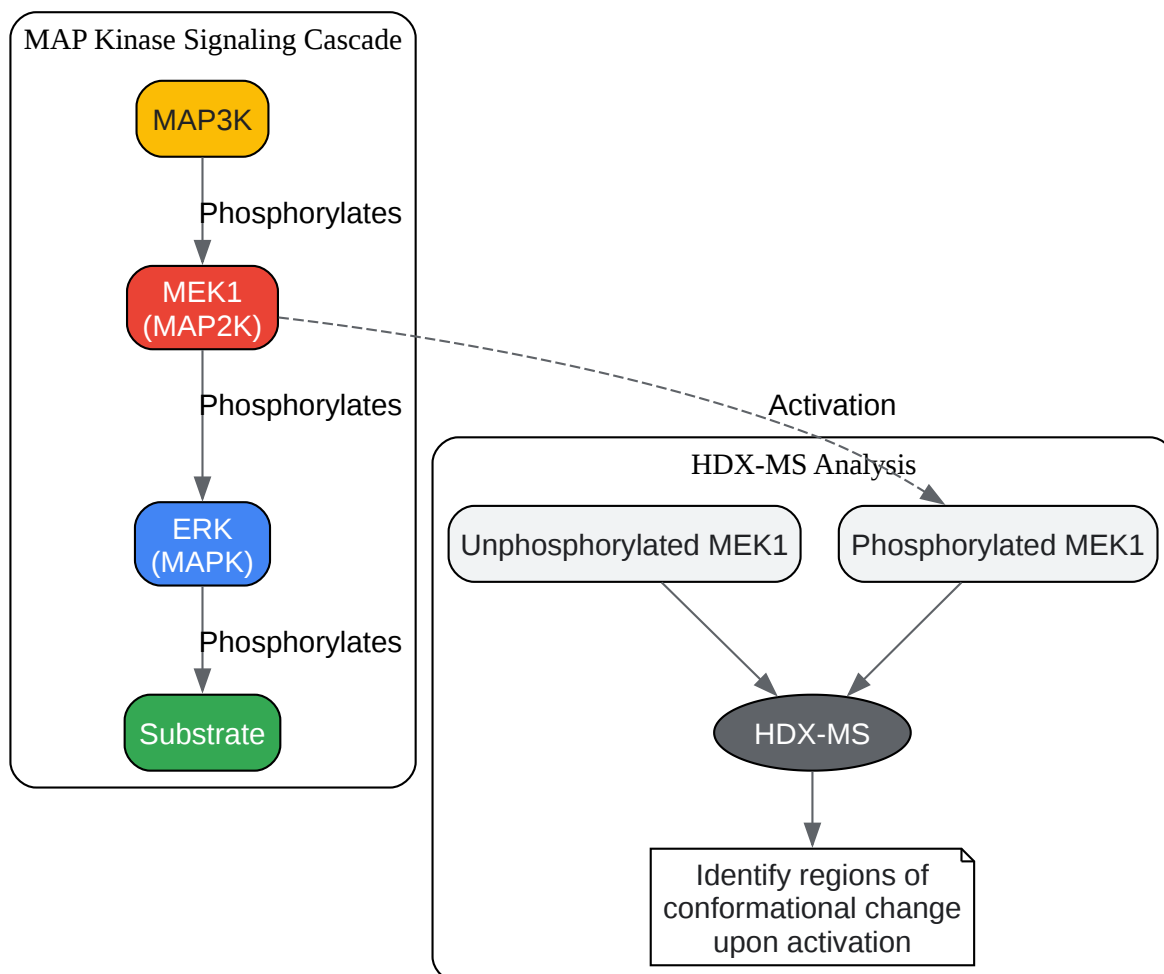 MAP Kinase Signaling Cascade
MAP3K
Phosphorylates
MEK1
(MAP2K)
Phosphorylates
Activation
ERK
(MAPK)
Phosphorylates
Substrate
HDX-MS Analysis
Unphosphorylated MEK1
Phosphorylated MEK1
HDX-MS
Identify regions of
conformational change
upon activation